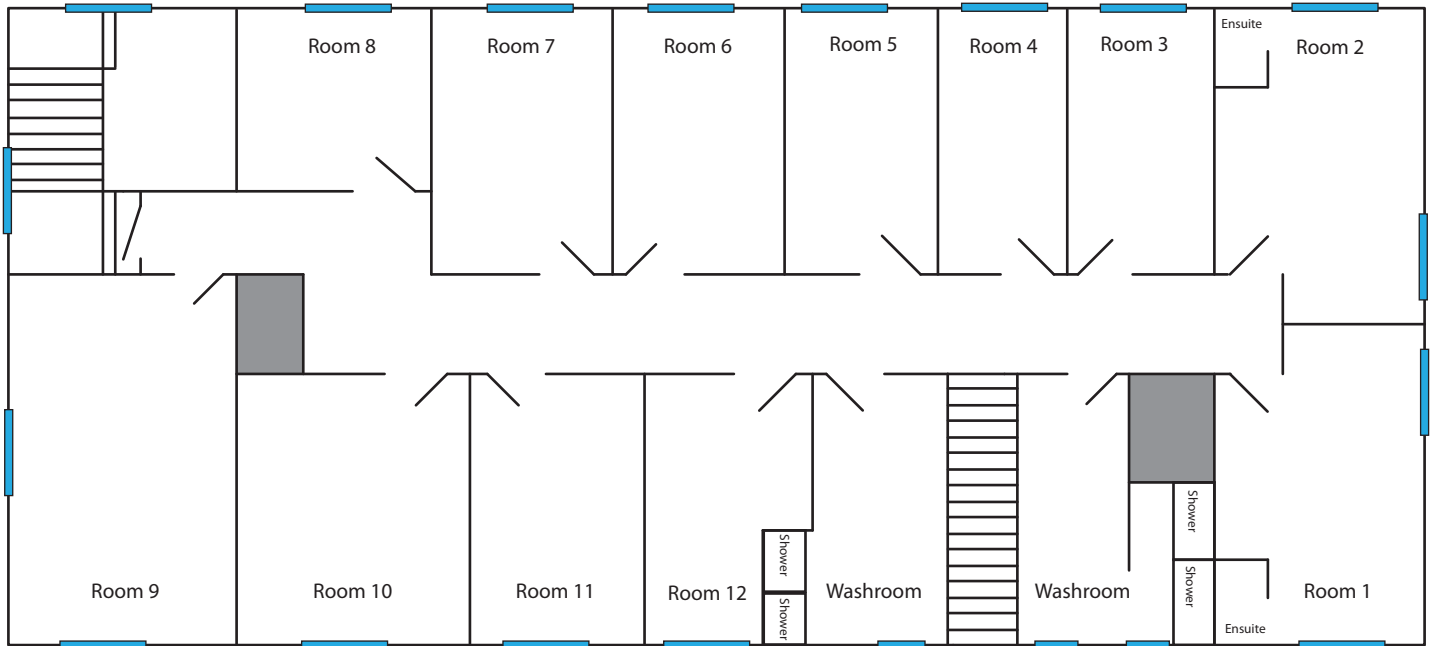 Ensuite
Room 8
Room 7
Room 6
Room 5
Room 4
Room 3
Room 2
Shower
Shower
Shower
Shower
Room 9
Room 10
Room 11
Room 12
Washroom
Washroom
Room 1
Ensuite